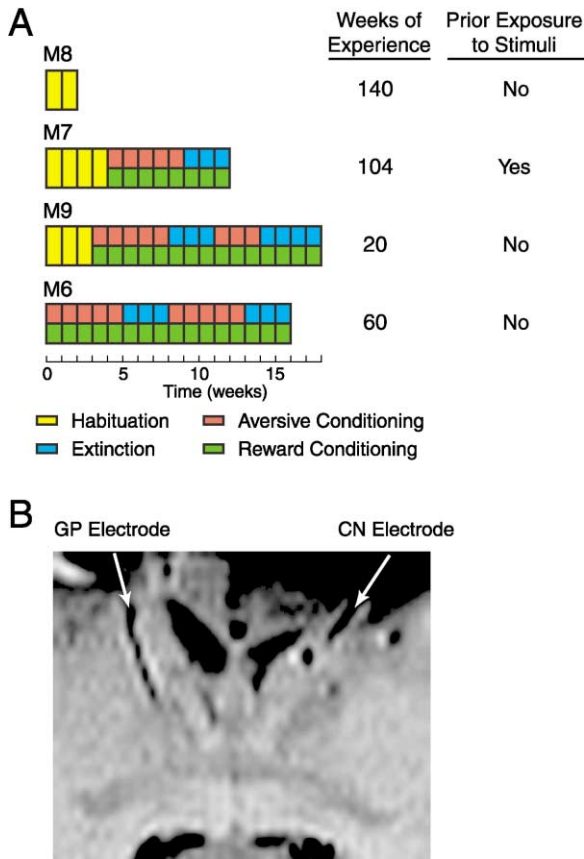 A
Weeks of Experience
Prior Exposure to Stimuli
M8
140
No
M7
104
Yes
M9
20
No
M6
60
No
0 5 10 15
Time (weeks)
Habituation
Aversive Conditioning
Extinction
Reward Conditioning
B
GP Electrode
CN Electrode